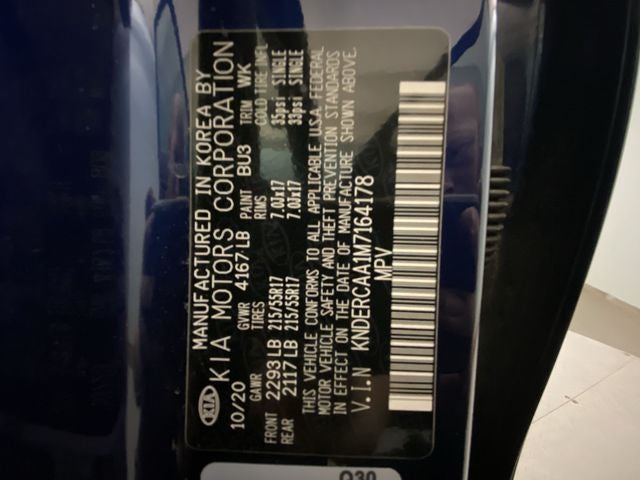 KIA
MANUFACTURED IN KOREA BY
KIA MOTORS CORPORATION
10/20 GVWR 4167 LB PAINT BU3 TRIM WK
GAWR TIRES RIMS COLD TIRE INFL
FRONT 2293 LB 215/55R17 7.0Jx17 35psi SINGLE
REAR 2117 LB 215/55R17 7.0Jx17 33psi SINGLE
THIS VEHICLE CONFORMS TO ALL APPLICABLE U.S.A. FEDERAL
MOTOR VEHICLE SAFETY AND THEFT PREVENTION STANDARDS
IN EFFECT ON THE DATE OF MANUFACTURE SHOWN ABOVE.
V.I.N KNDERCAA1M7164178
MPV
030